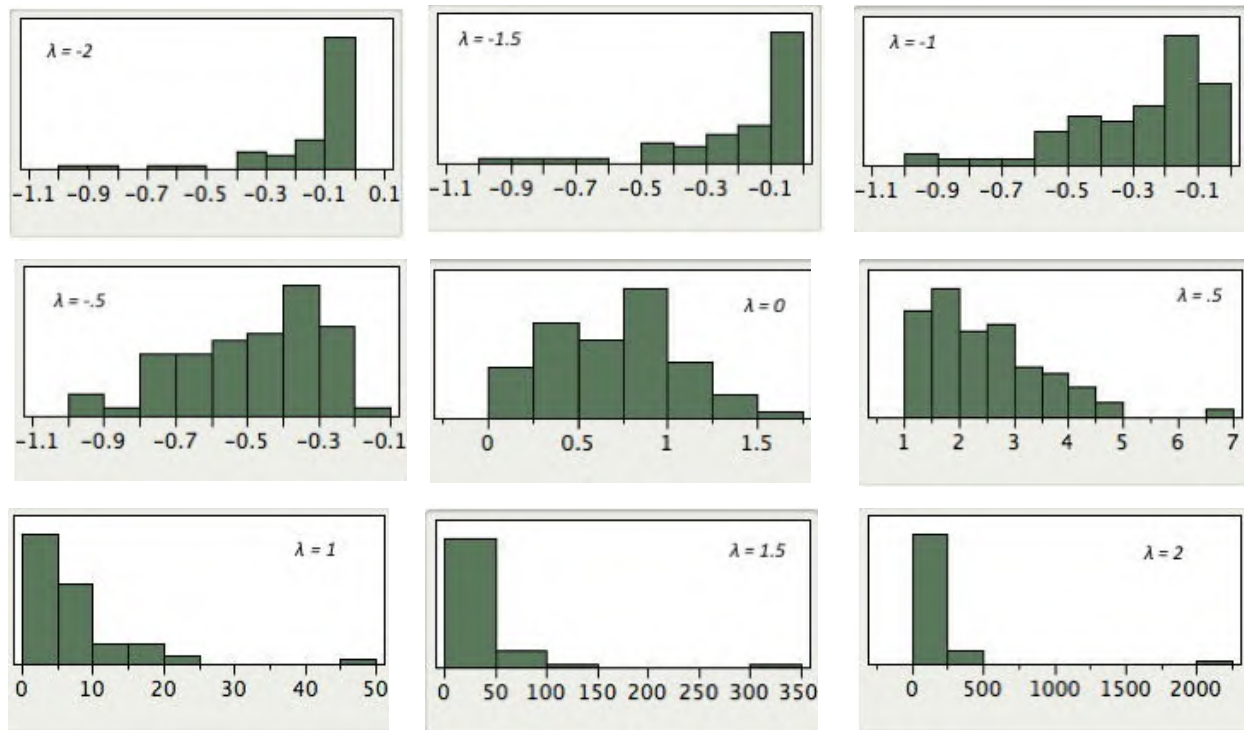 λ = -2
−1.1 −0.9 −0.7 −0.5 −0.3 −0.1 0.1
λ = -1.5
−1.1 −0.9 −0.7 −0.5 −0.3 −0.1
λ = -1
−1.1 −0.9 −0.7 −0.5 −0.3 −0.1
λ = -.5
−1.1 −0.9 −0.7 −0.5 −0.3 −0.1
λ = 0
0 0.5 1 1.5
λ = .5
1 2 3 4 5 6 7
λ = 1
0 10 20 30 40 50
λ = 1.5
0 50 100 150 200 250 300 350
λ = 2
0 500 1000 1500 2000